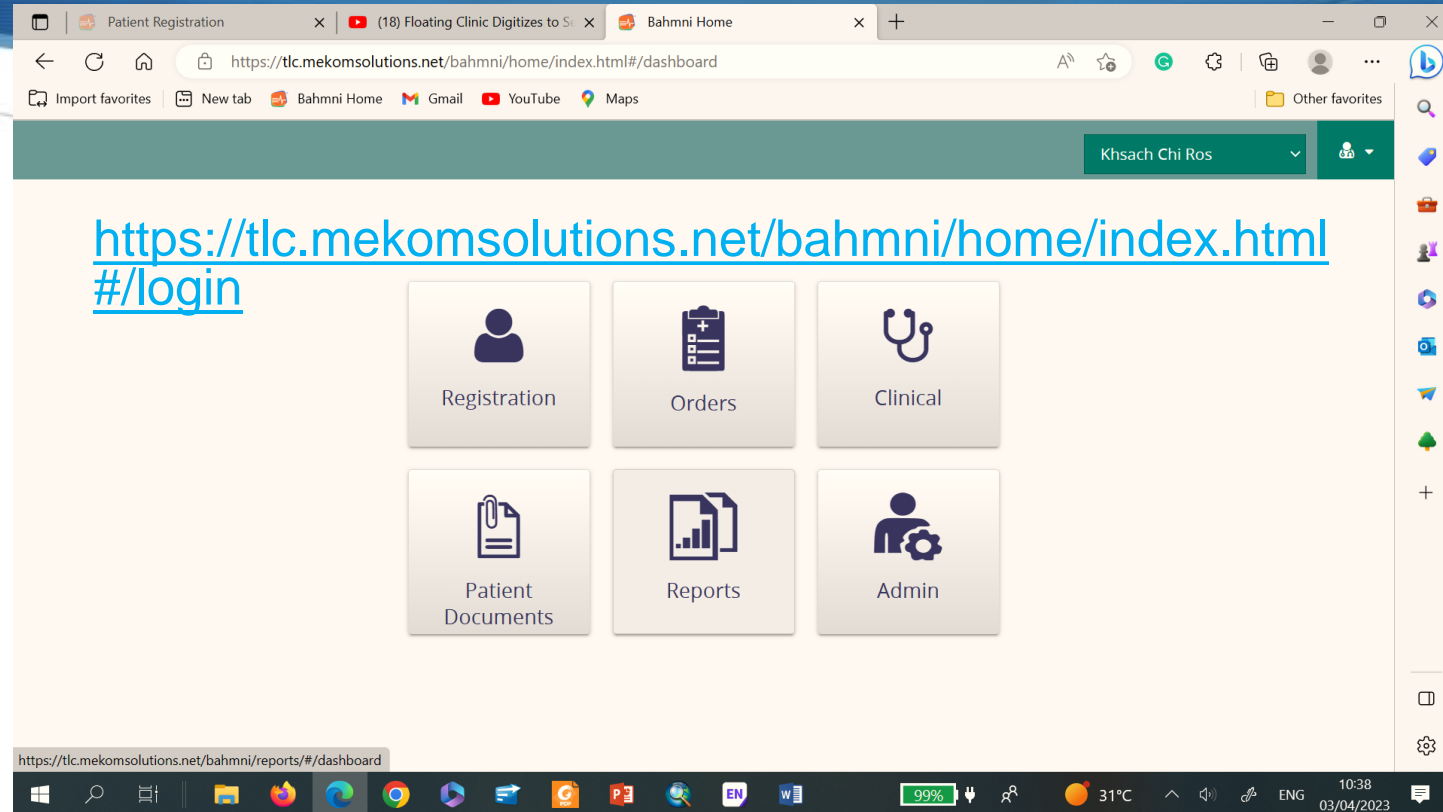 Patient Registration
(18) Floating Clinic Digitizes to S
Bahmni Home
https://tlc.mekomsolutions.net/bahmni/home/index.html#/dashboard
Import favorites
New tab
Bahmni Home
Gmail
YouTube
Maps
Other favorites
Khsach Chi Ros
https://tlc.mekomsolutions.net/bahmni/home/index.html
#/login
Registration
Orders
Clinical
Patient
Documents
Reports
Admin
https://tlc.mekomsolutions.net/bahmni/reports/#/dashboard
EN
99%
31°C
ENG
10:38
03/04/2023